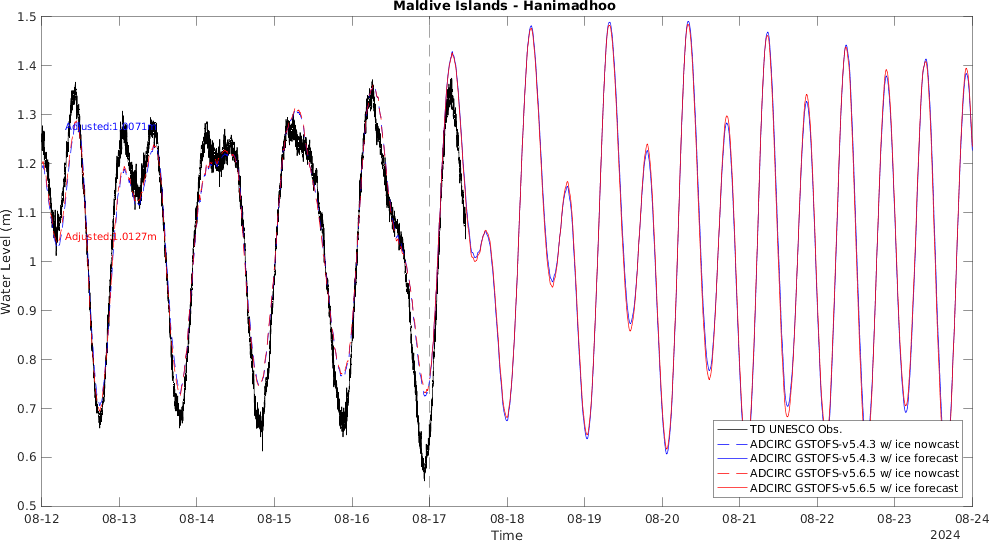 Maldive Islands - Hanimadhoo
Water Level (m)
1.5
1.4
1.3
1.2
1
0.9
0.8
0.7
0.6
0.5
Adjusted:1.0071m
Adjusted:1.0127m
TD UNESCO Obs.
ADCIRC GSTOFS-v5.4.3 w/ ice nowcast
ADCIRC GSTOFS-v5.4.3 w/ ice forecast
ADCIRC GSTOFS-v5.6.5 w/ ice nowcast
ADCIRC GSTOFS-v5.6.5 w/ ice forecast
08-12 08-13 08-14 08-15 08-16 08-17 08-18 08-19 08-20 08-21 08-22 08-23 08-24
Time
2024